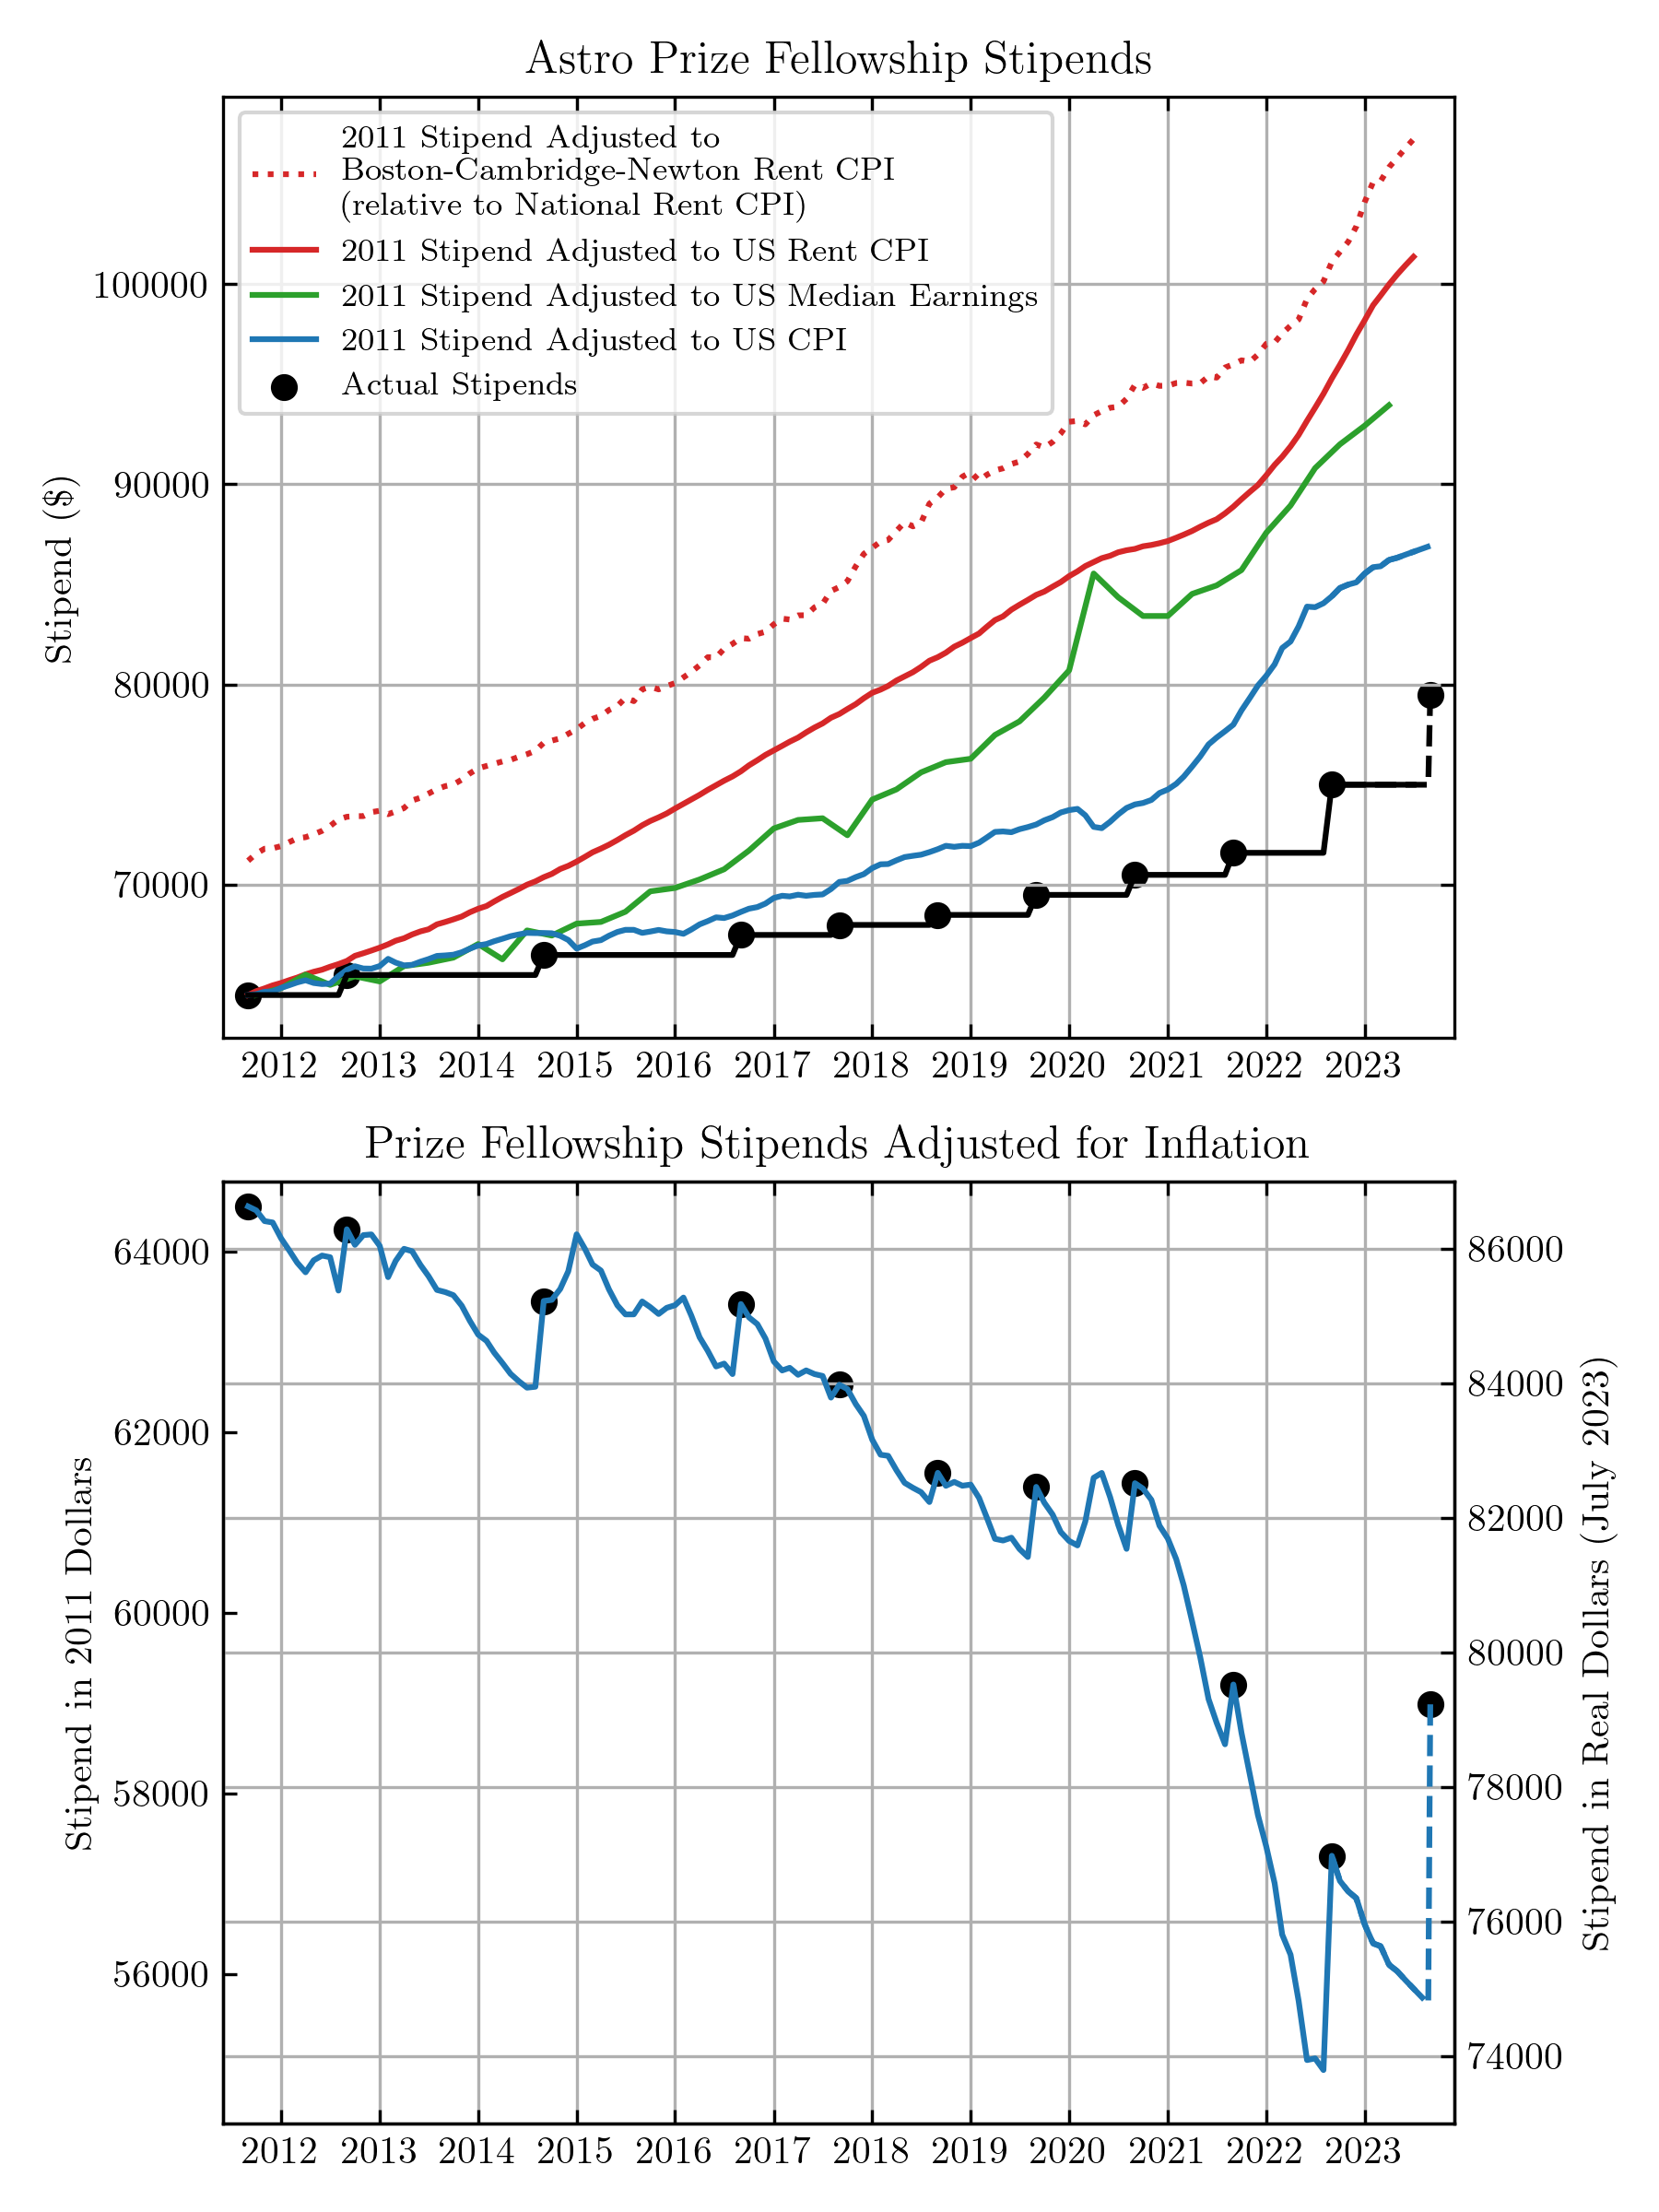 Astro Prize Fellowship Stipends
2011 Stipend Adjusted to
Boston-Cambridge-Newton Rent CPI
(relative to National Rent CPI)
2011 Stipend Adjusted to US Rent CPI
2011 Stipend Adjusted to US Median Earnings
2011 Stipend Adjusted to US CPI
Actual Stipends
Stipend ($)
100000
90000
80000
70000
2012 2013 2014 2015 2016 2017 2018 2019 2020 2021 2022 2023
Prize Fellowship Stipends Adjusted for Inflation
Stipend in 2011 Dollars
64000
62000
60000
58000
56000
86000
84000
82000
80000
78000
76000
74000
Stipend in Real Dollars (July 2023)
2012 2013 2014 2015 2016 2017 2018 2019 2020 2021 2022 2023